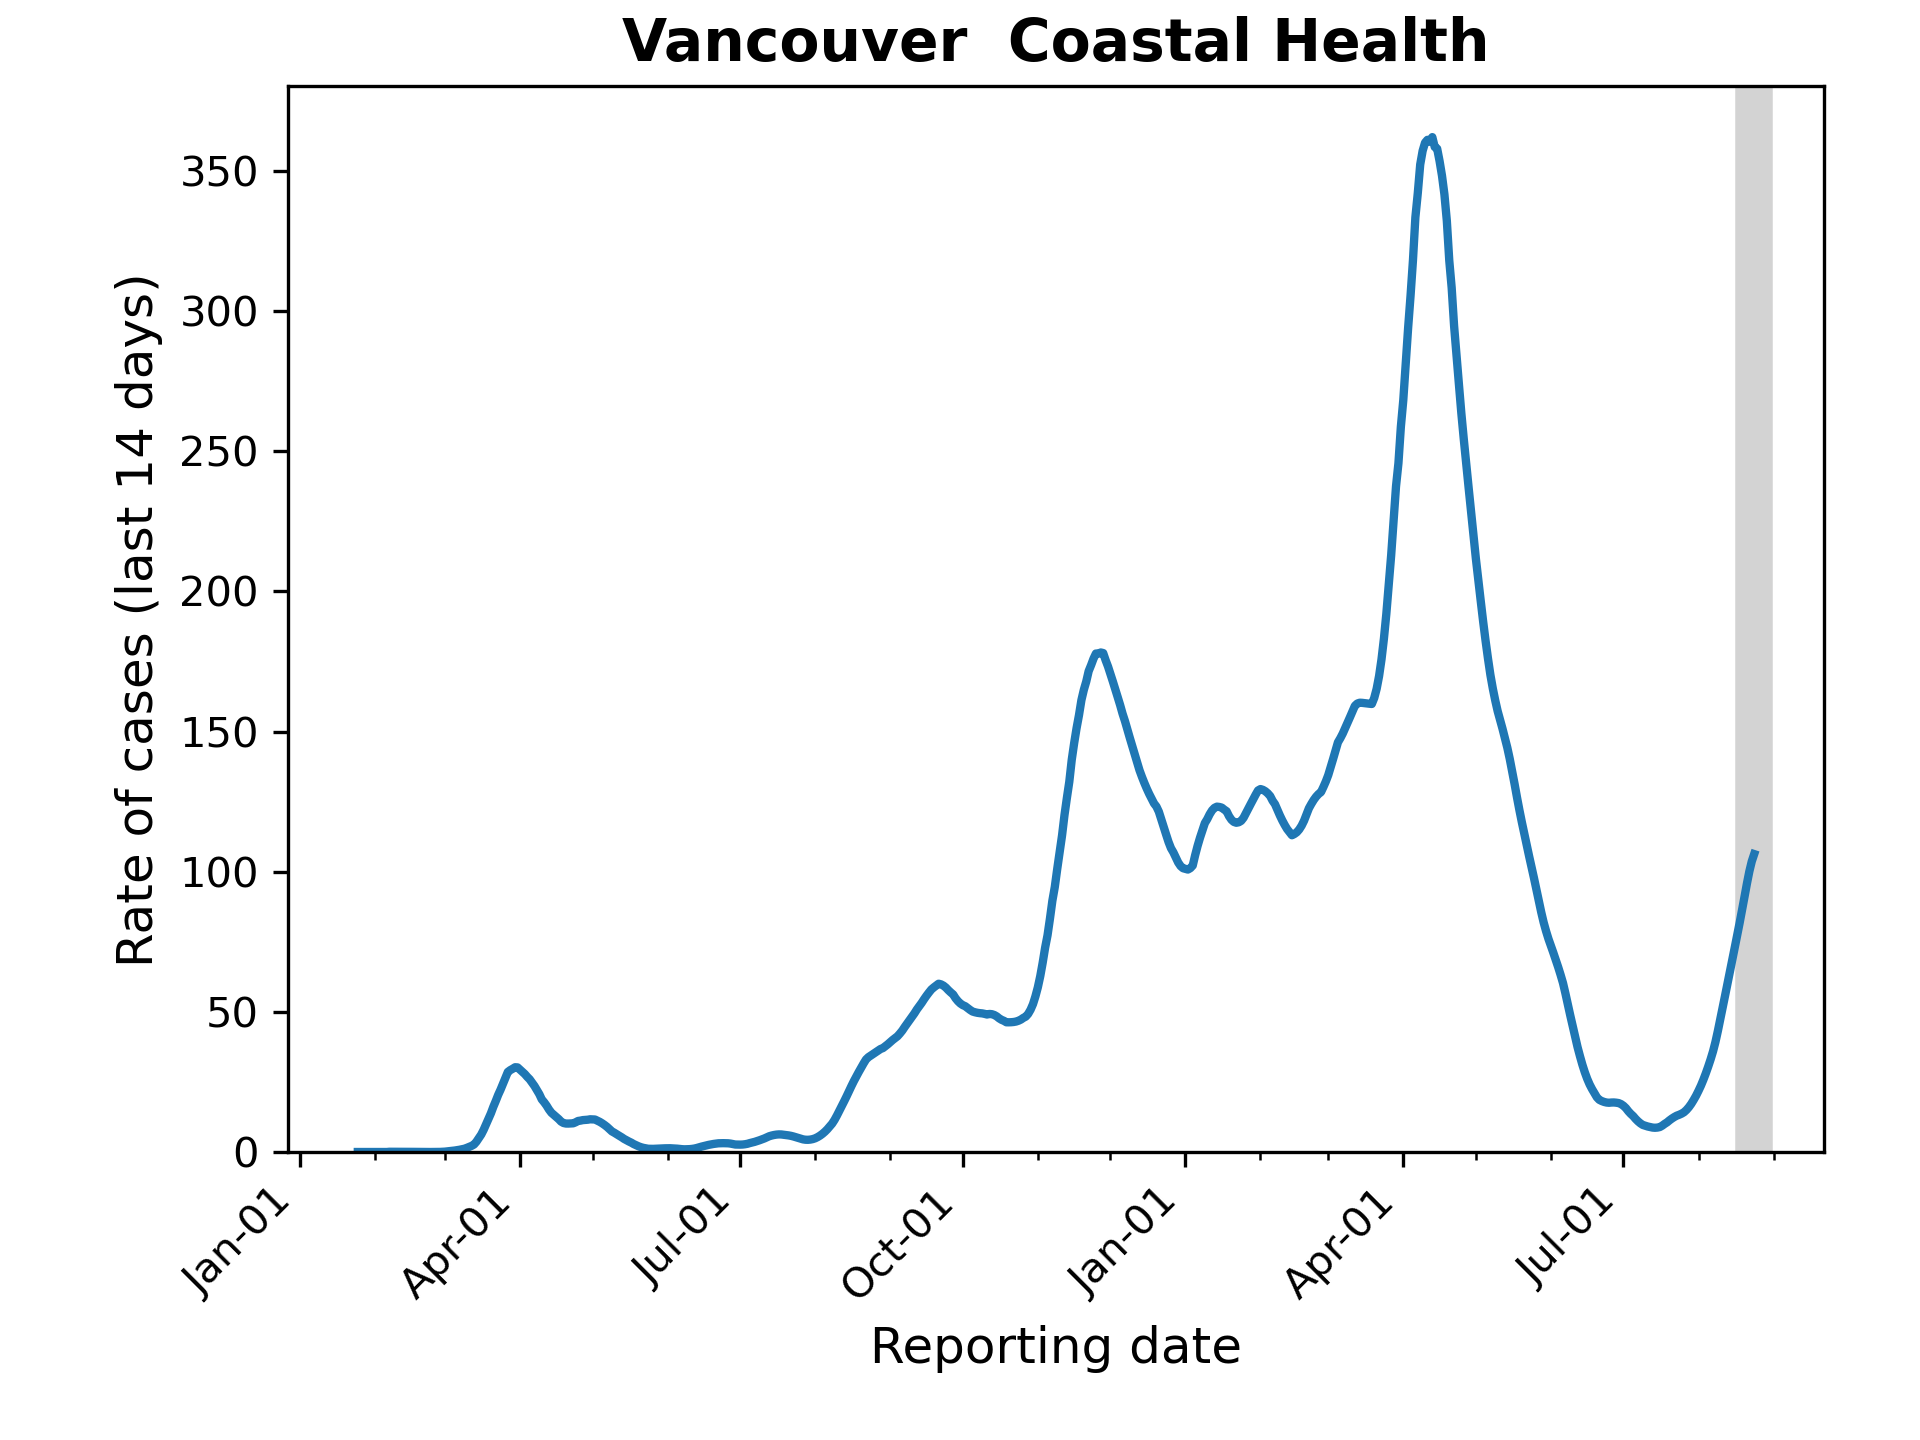 Vancouver  Coastal Health
Rate of cases (last 14 days)
350
300
250
200
150
100
50
0
Jan-01
Apr-01
Jul-01
Oct-01
Jan-01
Apr-01
Jul-01
Reporting date